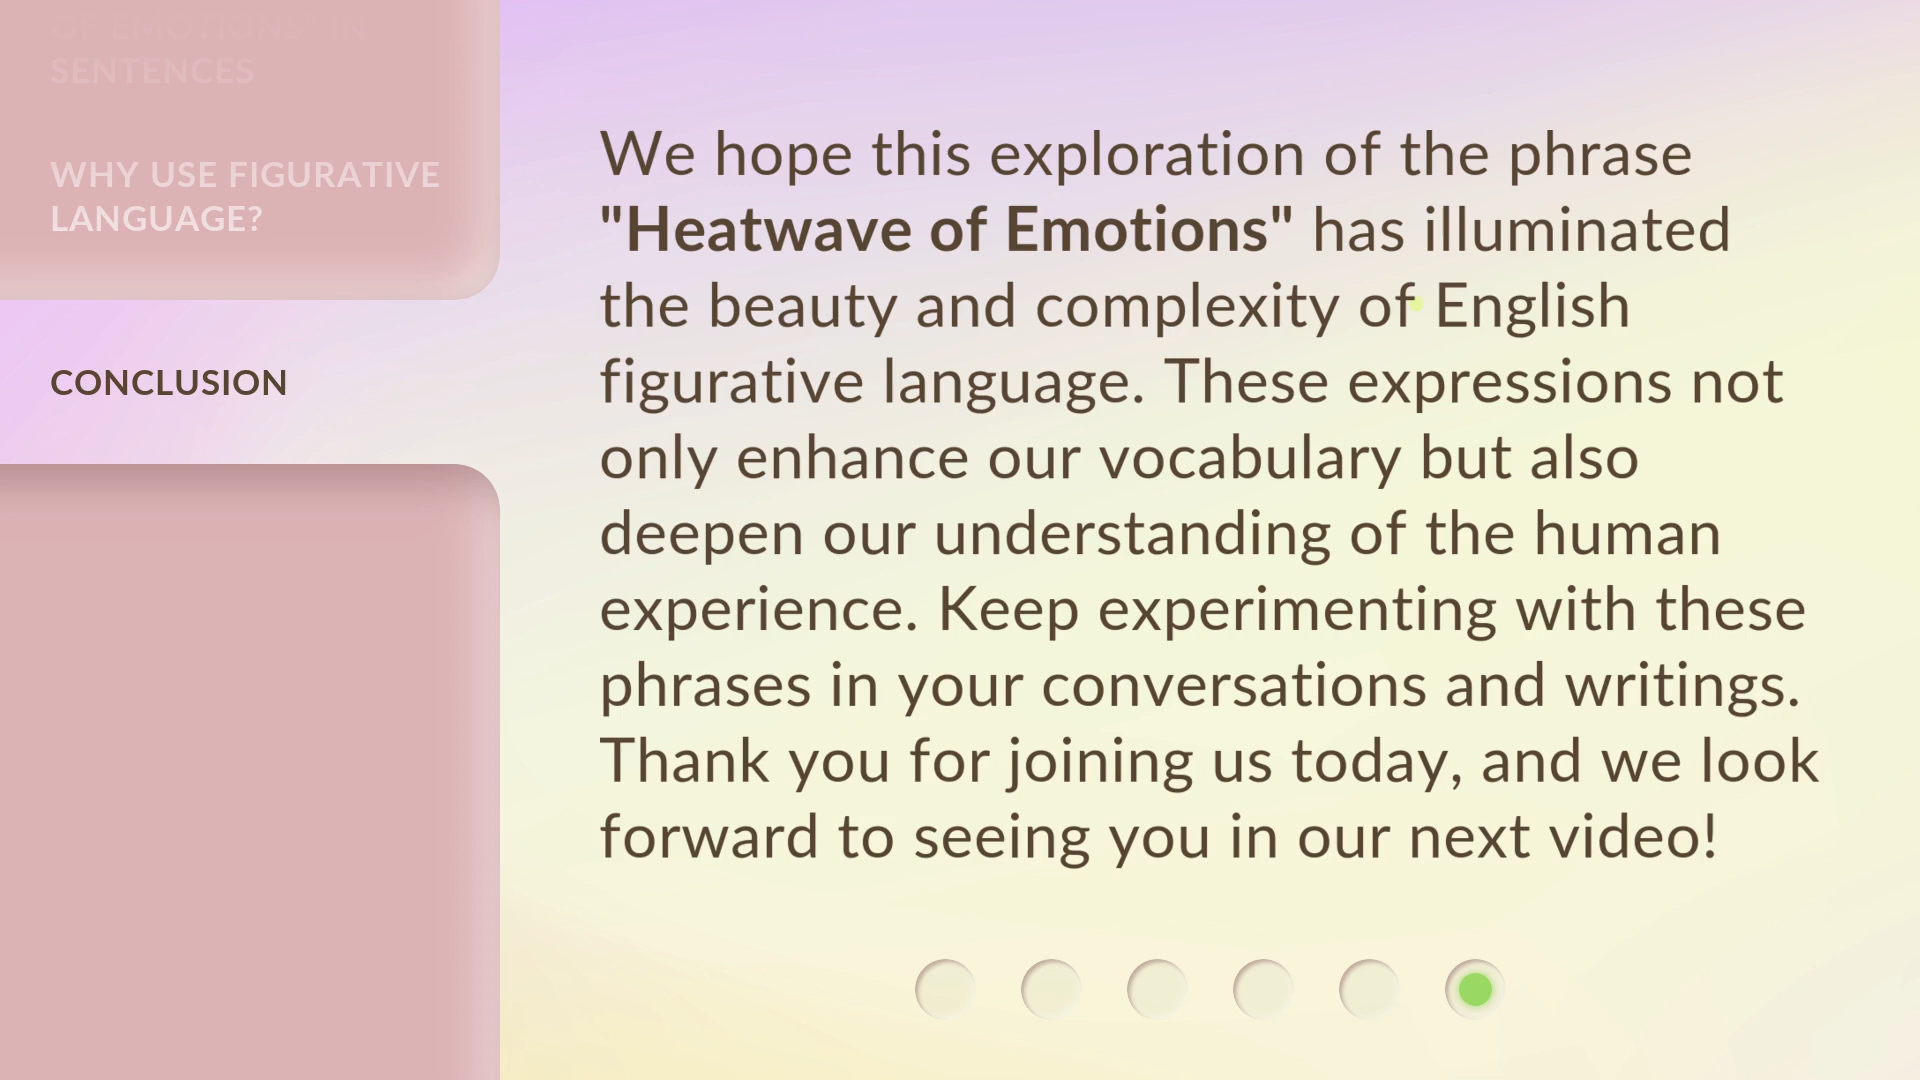 OF EMOTIONS" IN
SENTENCES
WHY USE FIGURATIVE
LANGUAGE?
CONCLUSION
We hope this exploration of the phrase
"Heatwave of Emotions" has illuminated
the beauty and complexity of English
figurative language. These expressions not
only enhance our vocabulary but also
deepen our understanding of the human
experience. Keep experimenting with these
phrases in your conversations and writings.
Thank you for joining us today, and we look
forward to seeing you in our next video!